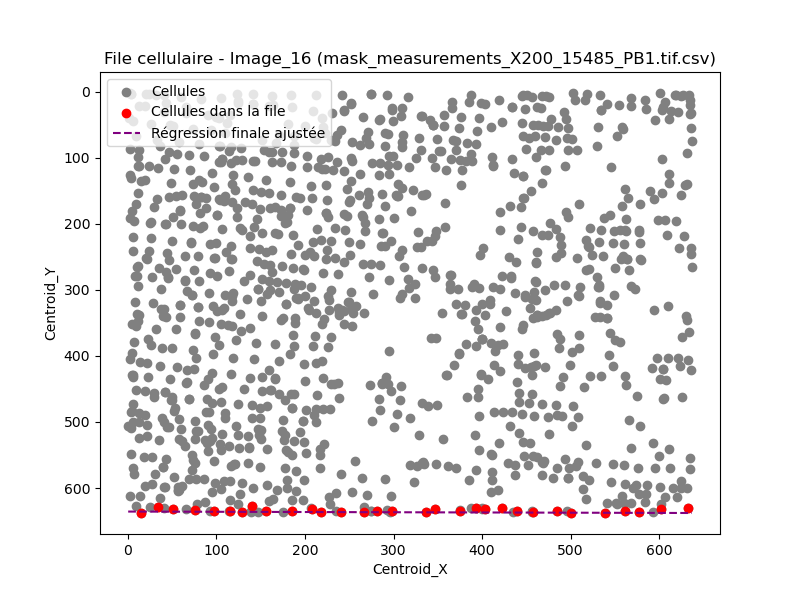 File cellulaire - Image_16 (mask_measurements_X200_15485_PB1.tif.csv)
Cellules
Cellules dans la file
Régression finale ajustée
Centroid_Y
0
100
200
300
400
500
600
0 100 200 300 400 500 600
Centroid_X